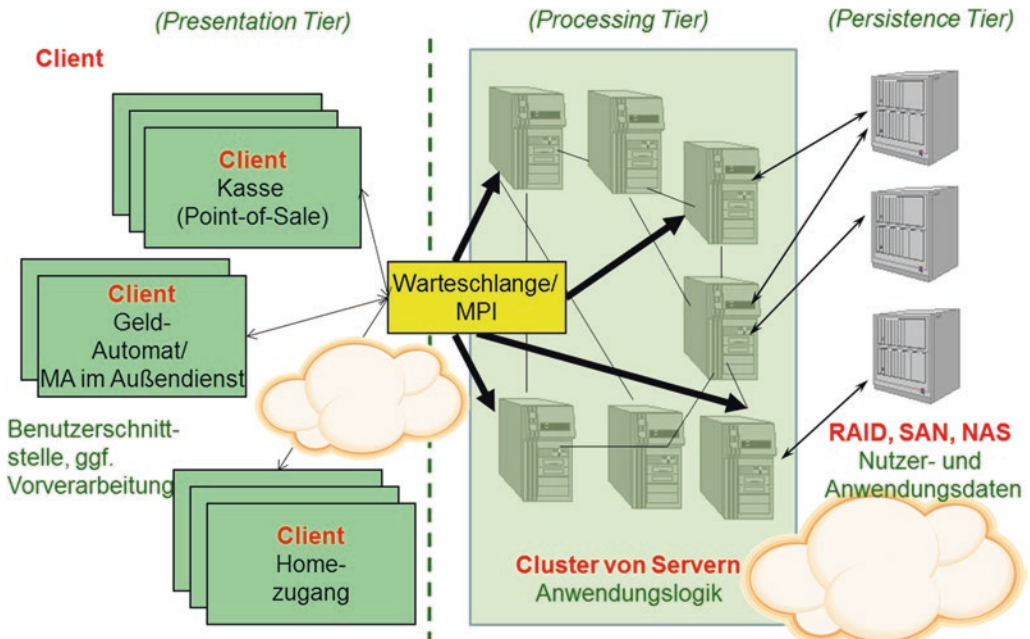 (Presentation Tier)
(Processing Tier)
(Persistence Tier)
Client
Client
Kasse
(Point-of-Sale)
Client
Geld-
Automat/
MA im Außendienst
Benutzerschnitt-
stelle, ggf.
Vorverarbeitung
Client
Home-
zugang
Warteschlange/
MPI
Cluster von Servern
Anwendungslogik
RAID, SAN, NAS
Nutzer- und
Anwendungsdaten